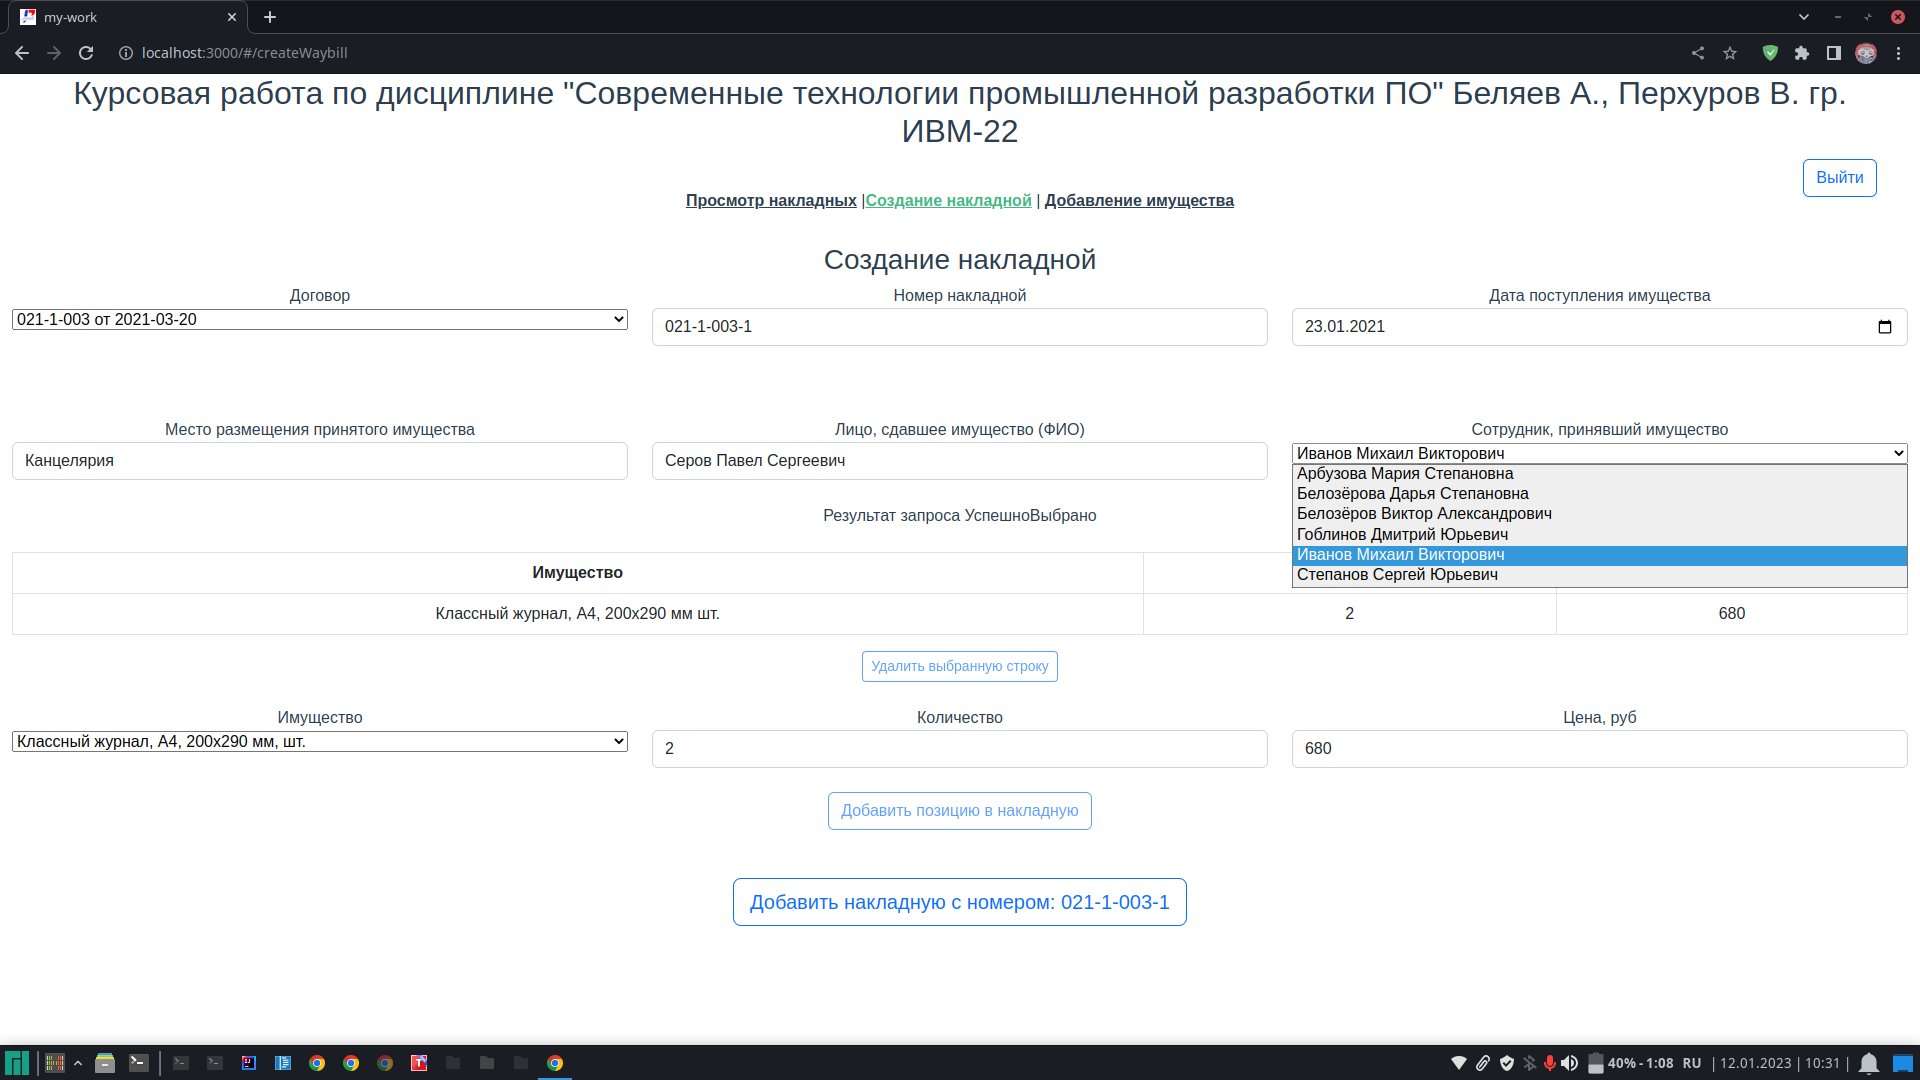 my-work
localhost:3000/#/createWaybill
Курсовая работа по дисциплине "Современные технологии промышленной разработки ПО" Беляев А., Перхуров В. гр.
ИВМ-22
Выйти
Просмотр накладных |Создание накладной | Добавление имущества
Создание накладной
Договор
Номер накладной
Дата поступления имущества
021-1-003 от 2021-03-20
021-1-003-1
23.01.2021
Место размещения принятого имущества
Лицо, сдавшее имущество (ФИО)
Сотрудник, принявший имущество
Канцелярия
Серов Павел Сергеевич
Иванов Михаил Викторович
Арбузова Мария Степановна
Белозёрова Дарья Степановна
Белозёров Виктор Александрович
Гоблинов Дмитрий Юрьевич
Иванов Михаил Викторович
Степанов Сергей Юрьевич
Результат запроса УспешноВыбрано
Имущество
Классный журнал, А4, 200х290 мм шт.
2
680
Удалить выбранную строку
Имущество
Количество
Цена, руб
Классный журнал, А4, 200х290 мм, шт.
2
680
Добавить позицию в накладную
Добавить накладную с номером: 021-1-003-1
40% - 1:08 RU | 12.01.2023 | 10:31 |